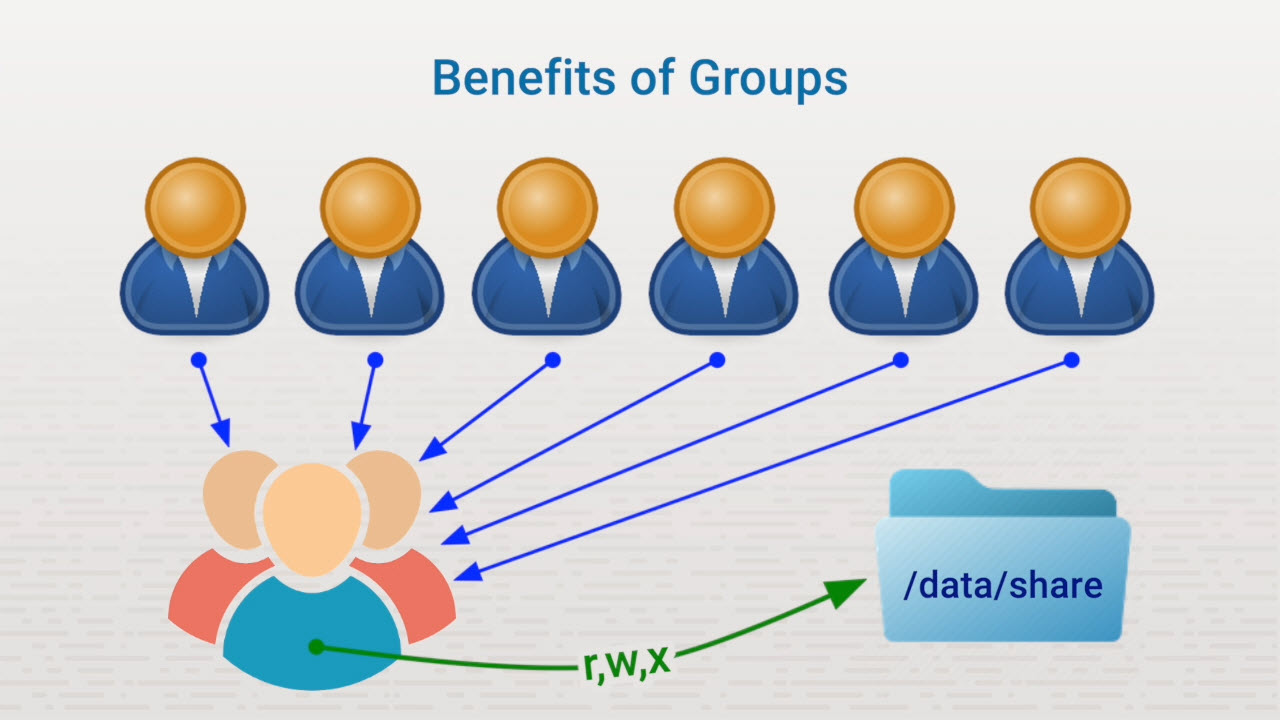 Benefits of Groups
/data/share
r,w,x